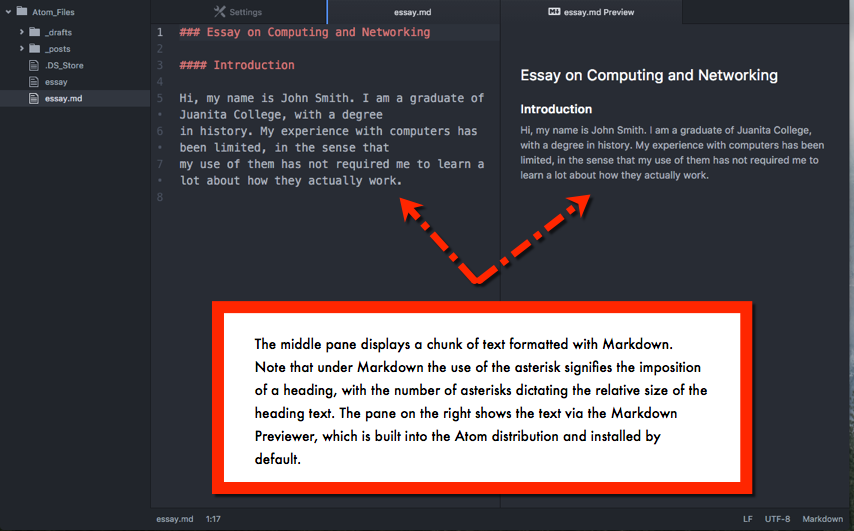 Atom_Files
_drafts
_posts
.DS_Store
essay
essay.md
Settings
essay.md
essay.md Preview
1 ### Essay on Computing and Networking
2
3 #### Introduction
4
5 Hi, my name is John Smith. I am a graduate of
• Juanita College, with a degree
6 in history. My experience with computers has
• been limited, in the sense that
7 my use of them has not required me to learn a
• lot about how they actually work.
8
Essay on Computing and Networking
Introduction
Hi, my name is John Smith. I am a graduate of Juanita College,
with a degree in history. My experience with computers has been
limited, in the sense that my use of them has not required me to
learn a lot about how they actually work.
The middle pane displays a chunk of text formatted with Markdown.
Note that under Markdown the use of the asterisk signifies the imposition
of a heading, with the number of asterisks dictating the relative size of the
heading text. The pane on the right shows the text via the Markdown
Previewer, which is built into the Atom distribution and installed by
default.
essay.md 1:17
LF UTF-8 Markdown